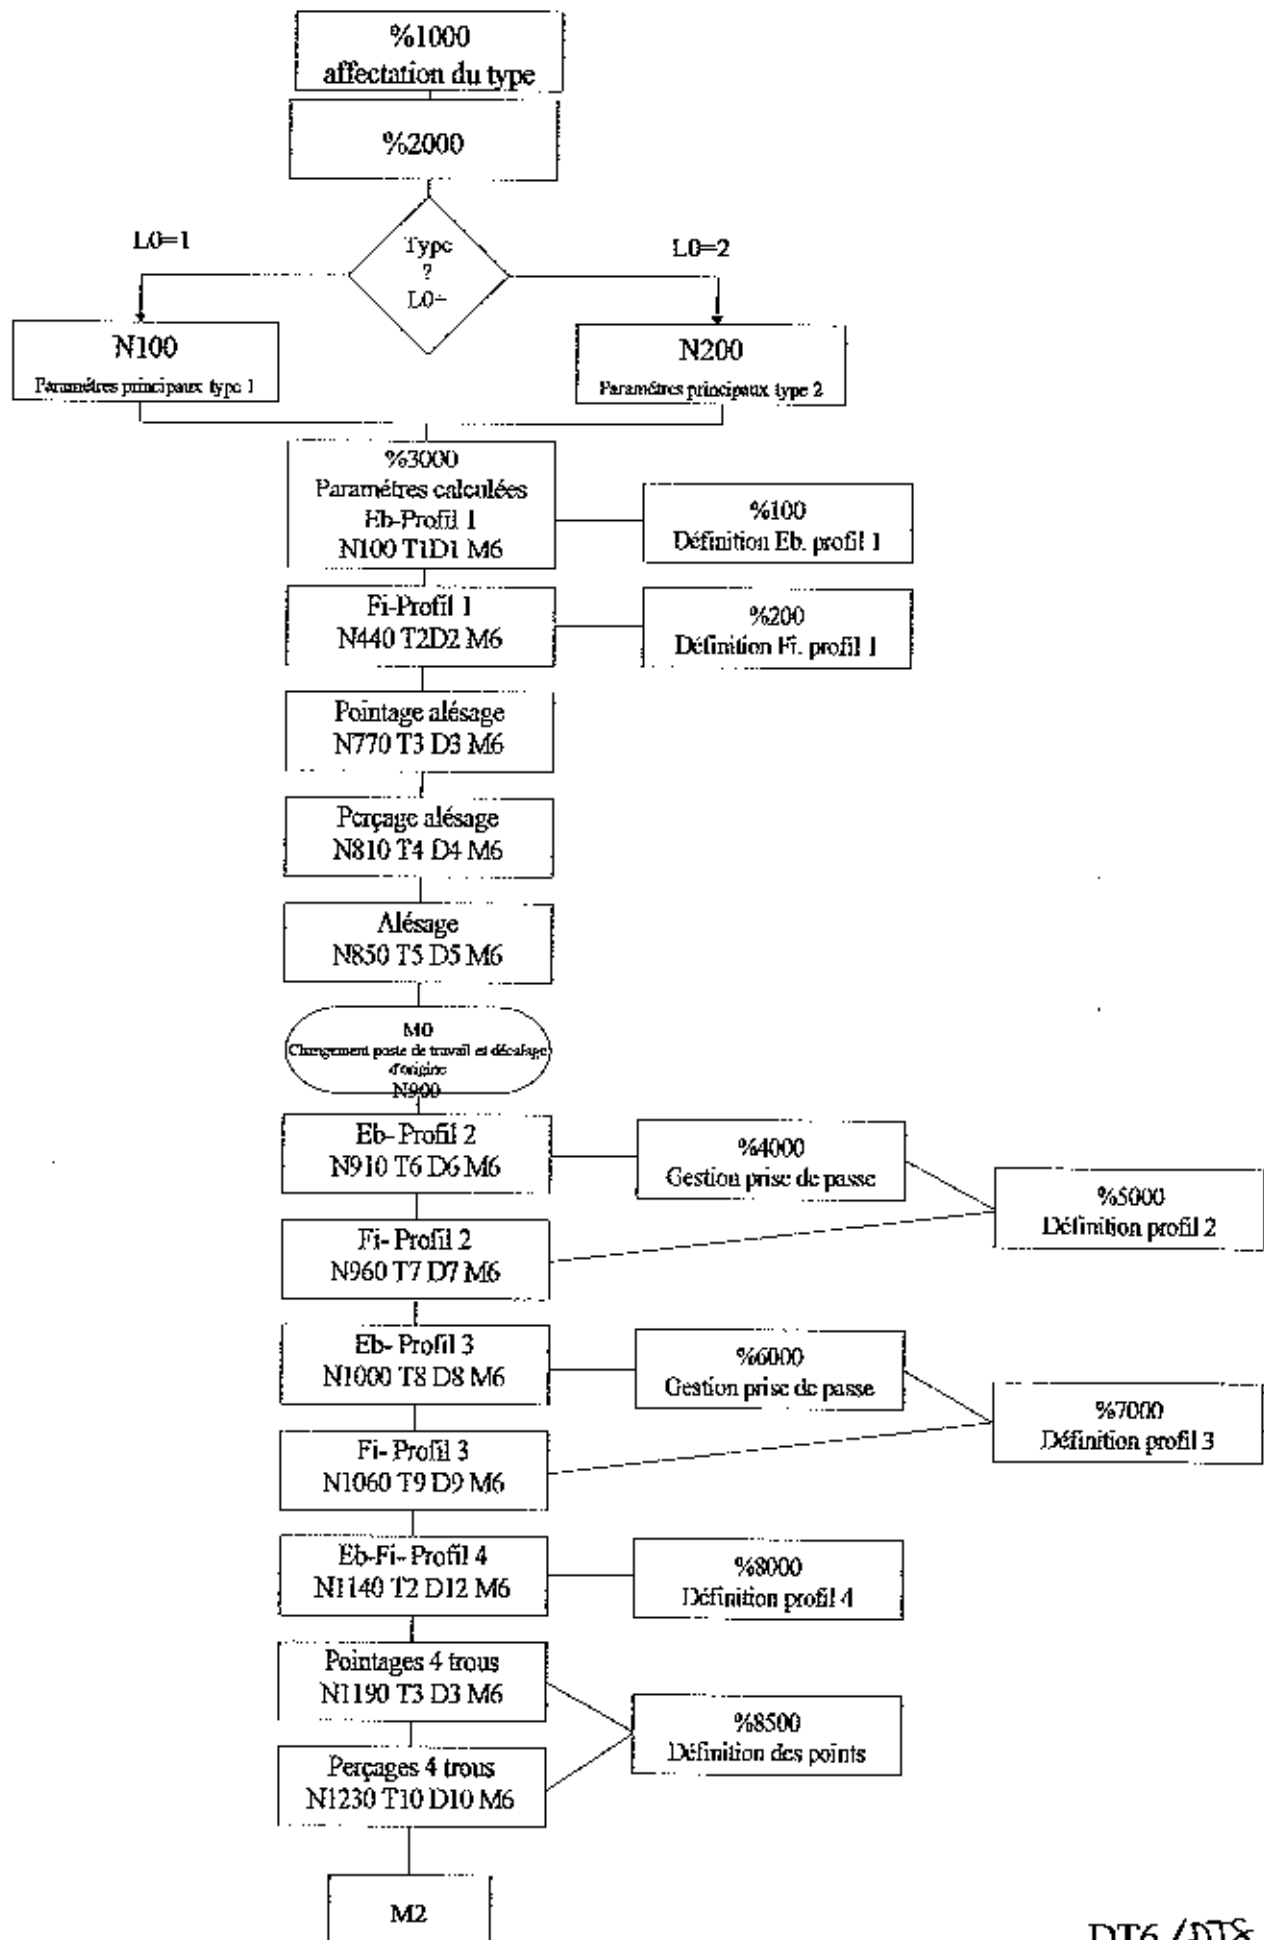 %1000
affectation du type
%2000
L0=1
Type
?
L0=
L0=2
N100
Paramétres principaux type 1
N200
Paramétres principaux type 2
%3000
Paramétres calculées
Eb-Profil 1
N100 T1D1 M6
%100
Définition Eb. profil 1
Fi-Profil 1
N440 T2D2 M6
%200
Définition Fi. profil 1
Pointage alésage
N770 T3 D3 M6
Perçage alésage
N810 T4 D4 M6
Alésage
N850 T5 D5 M6
M0
Changement poste de travail et décalage
d'origine
N900
Eb- Profil 2
N910 T6 D6 M6
%4000
Gestion prise de passe
%5000
Définition profil 2
Fi- Profil 2
N960 T7 D7 M6
Eb- Profil 3
N1000 T8 D8 M6
%6000
Gestion prise de passe
%7000
Définition profil 3
Fi- Profil 3
N1060 T9 D9 M6
Eb-Fi- Profil 4
N1140 T2 D12 M6
%8000
Définition profil 4
Pointages 4 trous
N1190 T3 D3 M6
%8500
Définition des points
Perçages 4 trous
N1230 T10 D10 M6
M2
DT6 /DT8